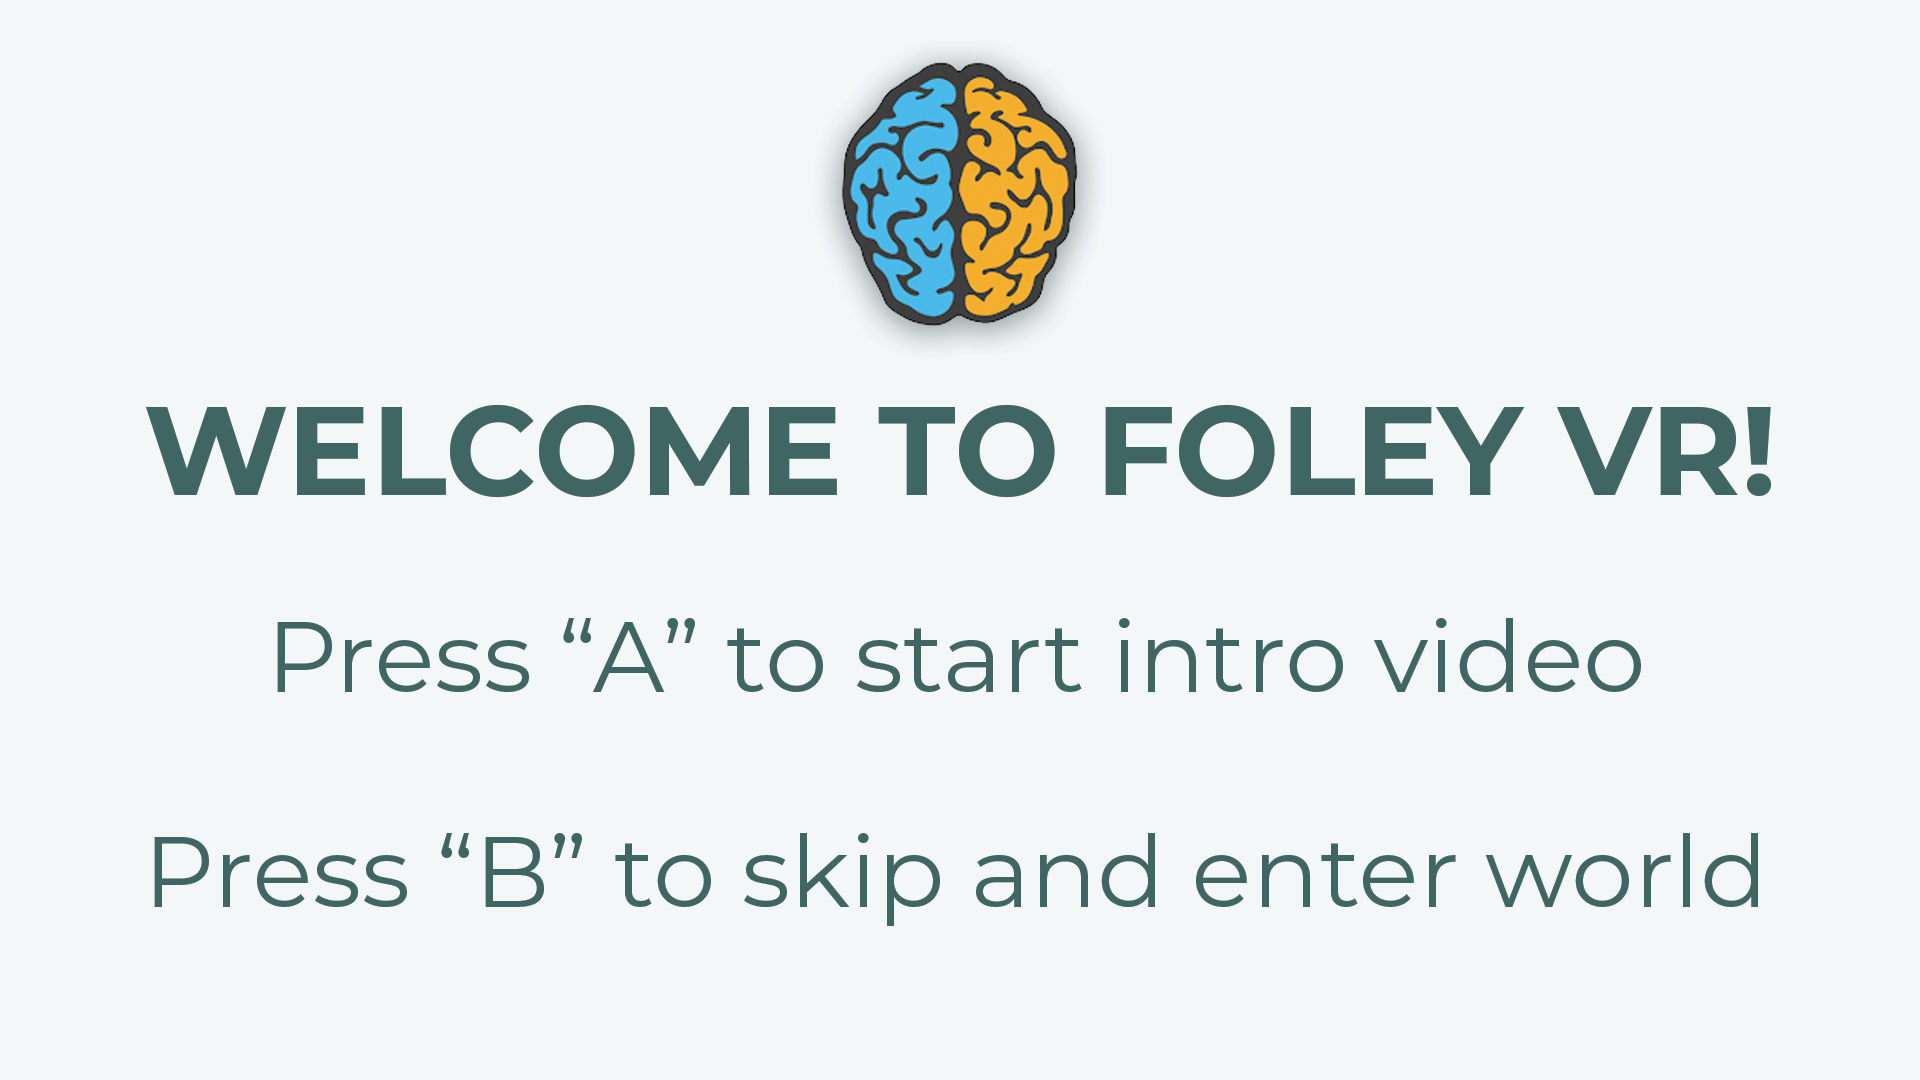 WELCOME TO FOLEY VR!
Press “A” to start intro video
Press “B” to skip and enter world